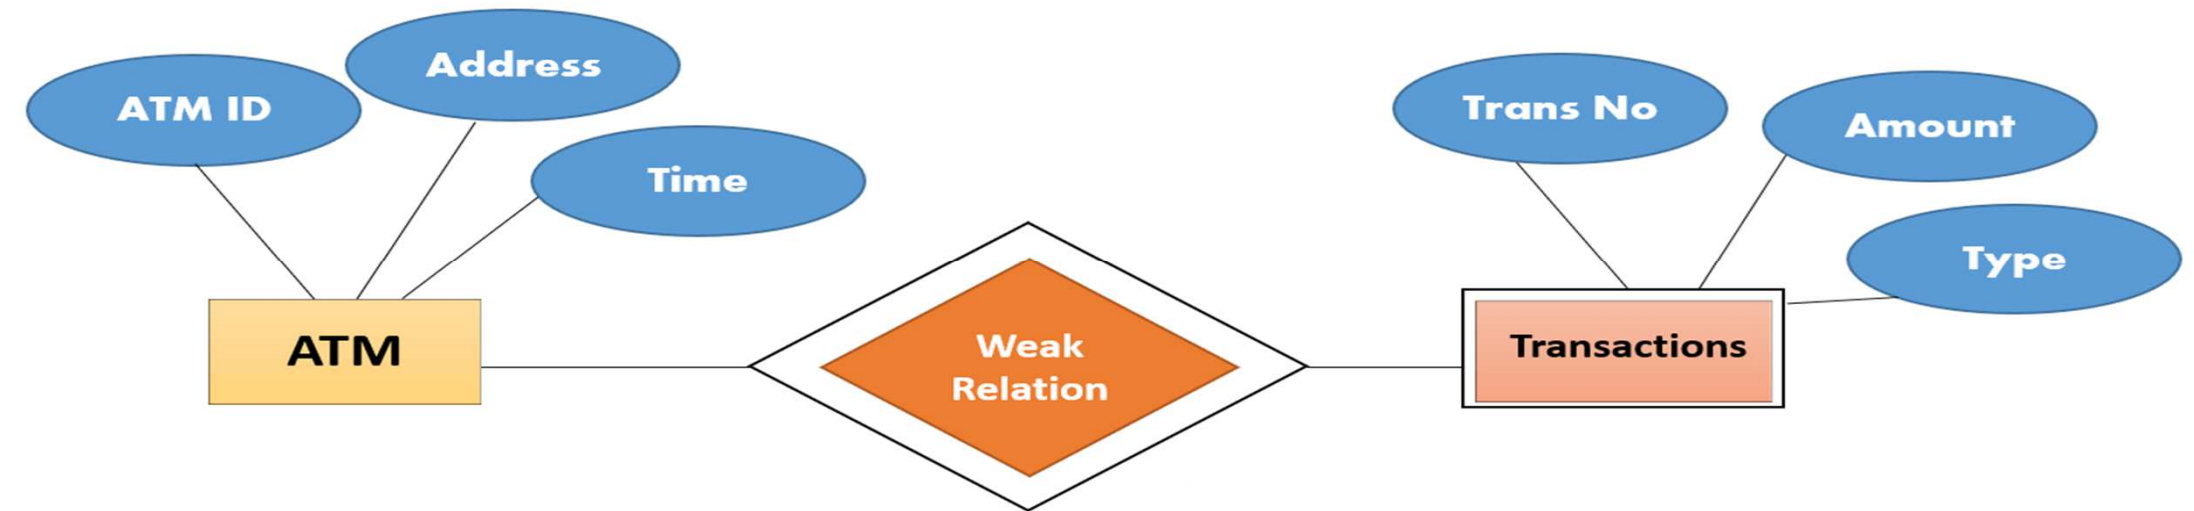 Address
ATM ID
Time
ATM
Weak
Relation
Trans No
Amount
Type
Transactions